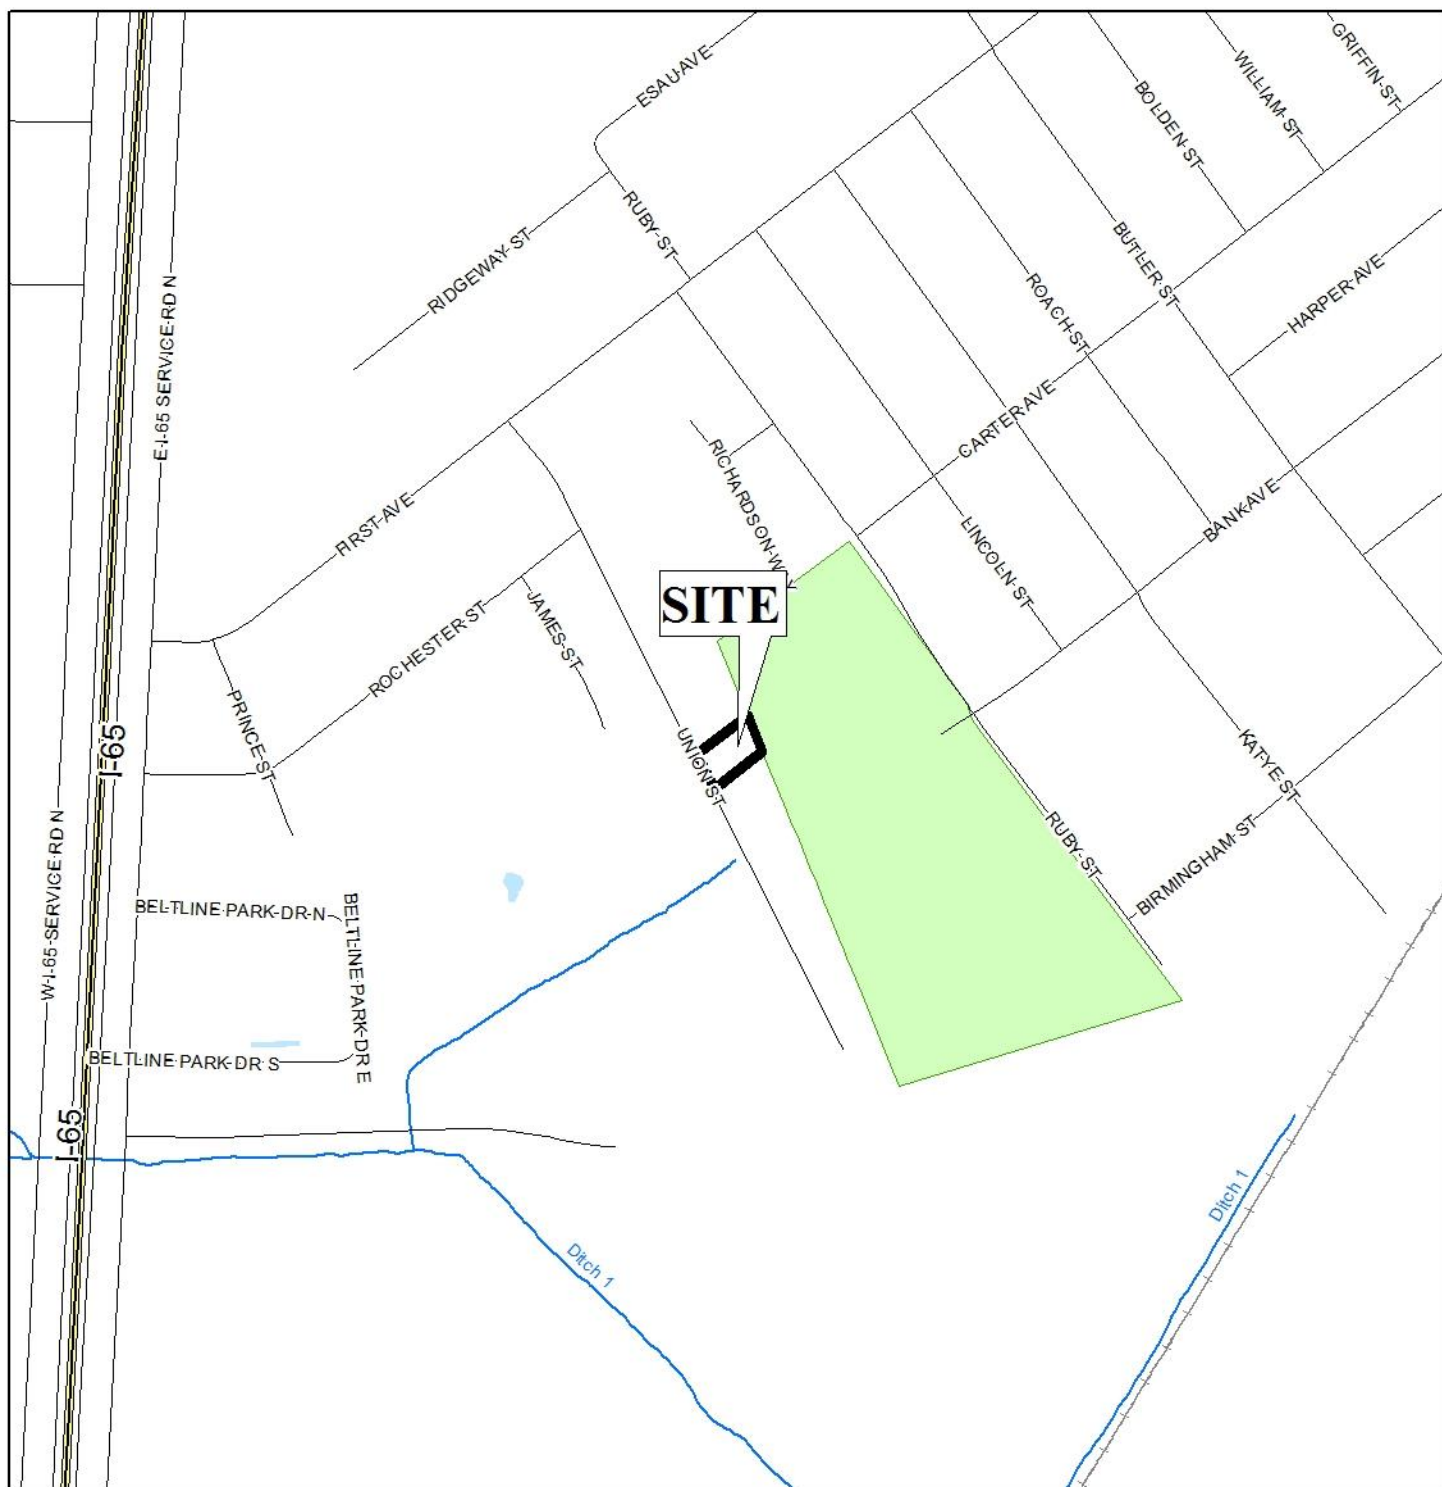 GRIFFIN ST
ESAU AVE
WILLIAM ST
BOLDEN ST
RUBY ST
RIDGEWAY ST
BUTLER ST
HARPER AVE
ROACH ST
E I-65 SERVICE RD N
CARTER AVE
RICHARDSON WAY
FIRST AVE
BANK AVE
LINCOLN ST
SITE
JAMES ST
ROCHESTER ST
PRINCE ST
I-65
UNION ST
KATYE ST
RUBY ST
BIRMINGHAM ST
W I-65 SERVICE RD N
BELTLINE PARK DR N
BELTLINE PARK DR E
BELTLINE PARK DR S
I-65
Ditch 1
Ditch 1